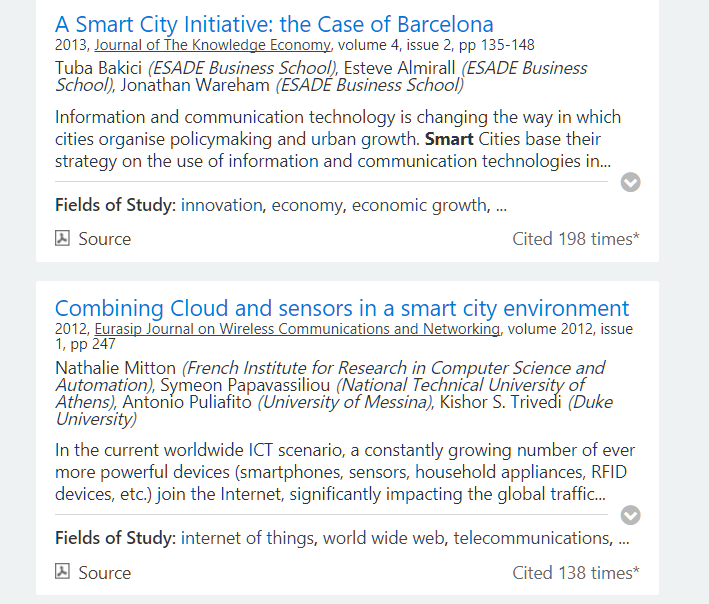 A Smart City Initiative: the Case of Barcelona
2013, Journal of The Knowledge Economy, volume 4, issue 2, pp 135-148
Tuba Bakici (ESADE Business School), Esteve Almirall (ESADE Business
School), Jonathan Wareham (ESADE Business School)
Information and communication technology is changing the way in which
cities organise policymaking and urban growth. Smart Cities base their
strategy on the use of information and communication technologies in...
Fields of Study: innovation, economy, economic growth, ...
Source
Cited 198 times*
Combining Cloud and sensors in a smart city environment
2012, Eurasip Journal on Wireless Communications and Networking, volume 2012, issue
1, pp 247
Nathalie Mitton (French Institute for Research in Computer Science and
Automation), Symeon Papavassiliou (National Technical University of
Athens), Antonio Puliafito (University of Messina), Kishor S. Trivedi (Duke
University)
In the current worldwide ICT scenario, a constantly growing number of ever
more powerful devices (smartphones, sensors, household appliances, RFID
devices, etc.) join the Internet, significantly impacting the global traffic...
Fields of Study: internet of things, world wide web, telecommunications, ...
Source
Cited 138 times*